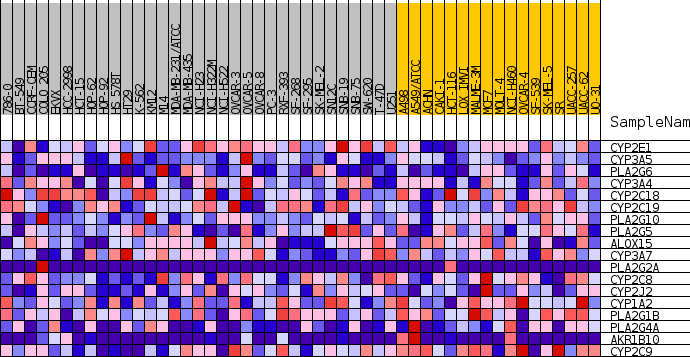 786-0
BT-549
CCRF-CEM
COLO 205
EKVX
HCC-2998
HCT-15
HOP-62
HOP-92
HS 578T
HT29
K-562
KM12
M14
MDA-MB-231/ATCC
MDA-MB-435
NCI-H23
NCI-H322M
NCI-H522
OVCAR-3
OVCAR-5
OVCAR-8
PC-3
RXF-393
SF-268
SF-295
SK-MEL-2
SN12C
SNB-19
SNB-75
SW-620
T-47D
U251
A498
A549/ATCC
ACHN
CAKI-1
HCT-116
LOX IMVI
MALME-3M
MCF7
MOLT-4
NCI-H460
OVCAR-4
SF-539
SK-MEL-5
SR
UACC-257
UACC-62
UO-31
SampleNam
CYP2E1
CYP3A5
PLA2G6
CYP3A4
CYP2C18
CYP2C19
PLA2G10
PLA2G5
ALOX15
CYP3A7
PLA2G2A
CYP2C8
CYP2J2
CYP1A2
PLA2G1B
PLA2G4A
AKR1B10
CYP2C9